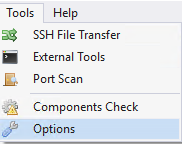 Tools Help
SSH File Transfer
External Tools
Port Scan
Components Check
Options